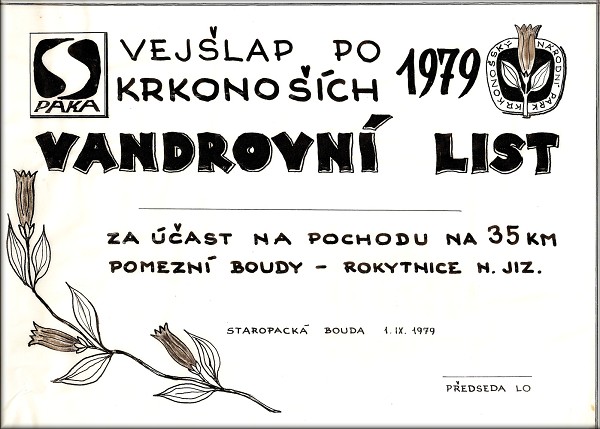 VEJŠLAP PO
KRKONOŠÍCH 1979
PAKA
KRKONOŠSKÝ NÁRODNÍ PARK
VANDROVNÍ LIST
ZA ÚČAST NA POCHODU NA 35 KM
POMEZNÍ BOUDY – ROKYTNICE N. JIZ.
STAROPACKÁ BOUDA 1. IX. 1979
PŘEDSEDA LO